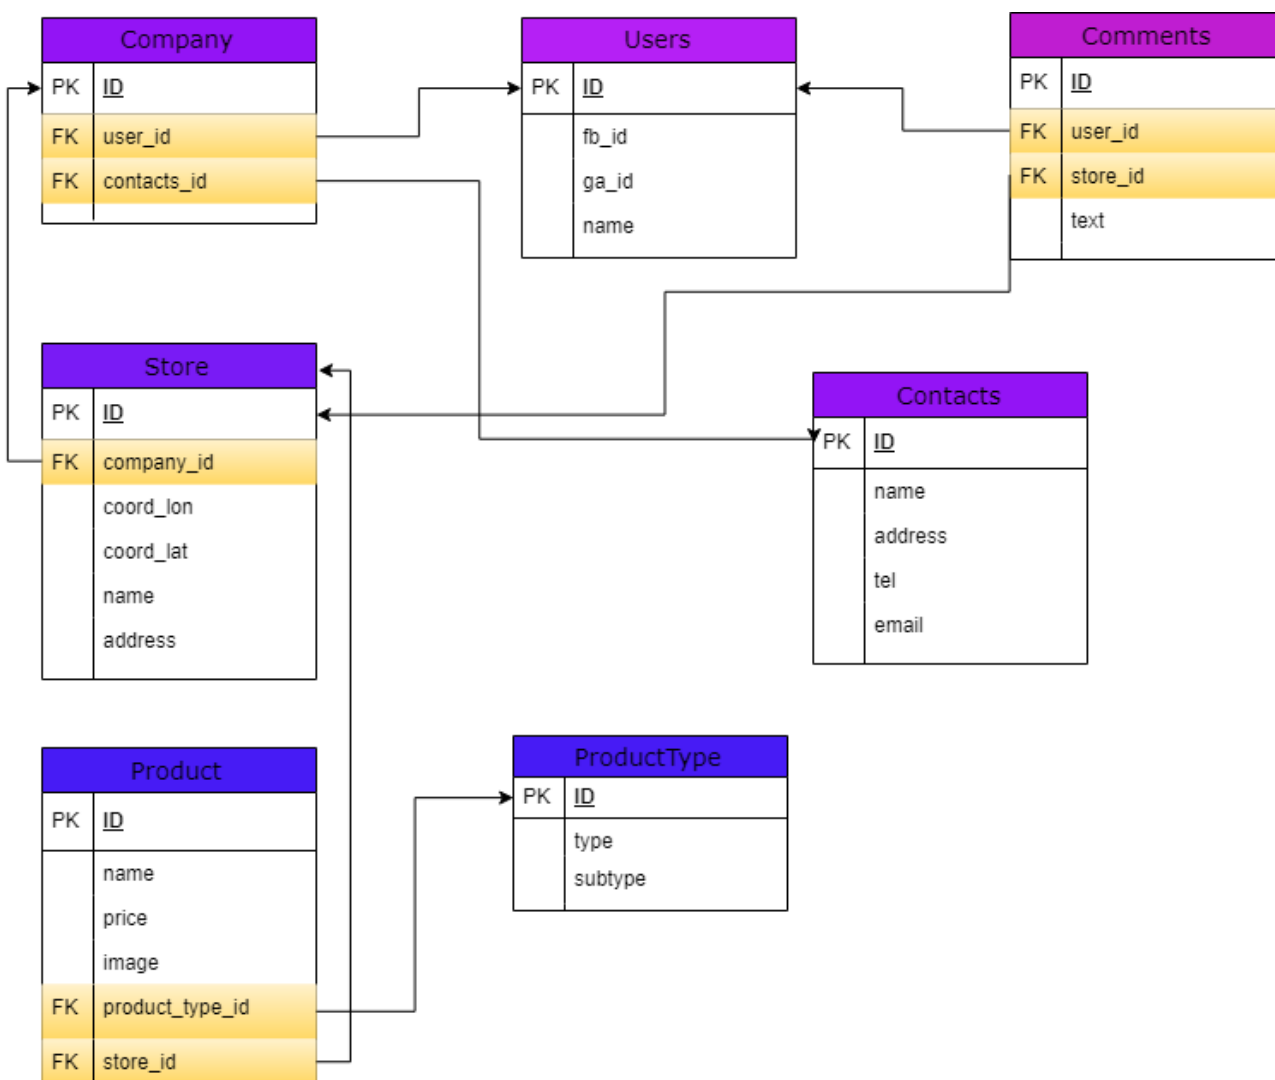 Company
PK ID
FK user_id
FK contacts_id
Users
PK ID
fb_id
ga_id
name
Comments
PK ID
FK user_id
FK store_id
text
Store
PK ID
FK company_id
coord_lon
coord_lat
name
address
Contacts
PK ID
name
address
tel
email
Product
PK ID
name
price
image
FK product_type_id
FK store_id
ProductType
PK ID
type
subtype